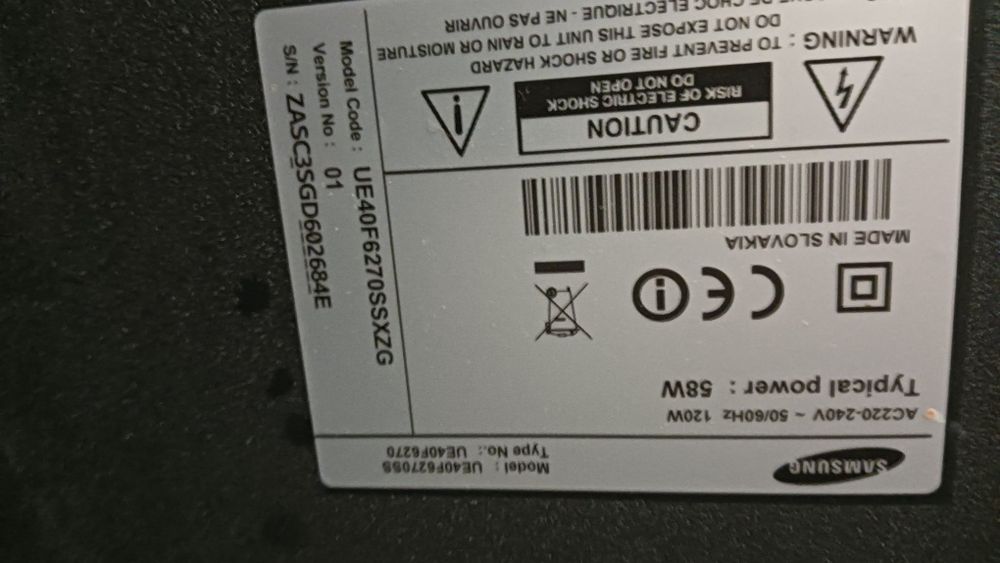 SAMSUNG
Model : UE40F6270SS
Type No.: UE40F6270
AC220-240V ~ 50/60Hz 120W
Typical power : 58W
MADE IN SLOVAKIA
CAUTION
RISK OF ELECTRIC SHOCK
DO NOT OPEN
WARNING : TO PREVENT FIRE OR SHOCK HAZARD
DO NOT EXPOSE THIS UNIT TO RAIN OR MOISTURE
DE CHOC ELECTRIQUE - NE PAS OUVRIR
Model Code : UE40F6270SSXZG
Version No : 01
S/N : ZASC3SGD602684E